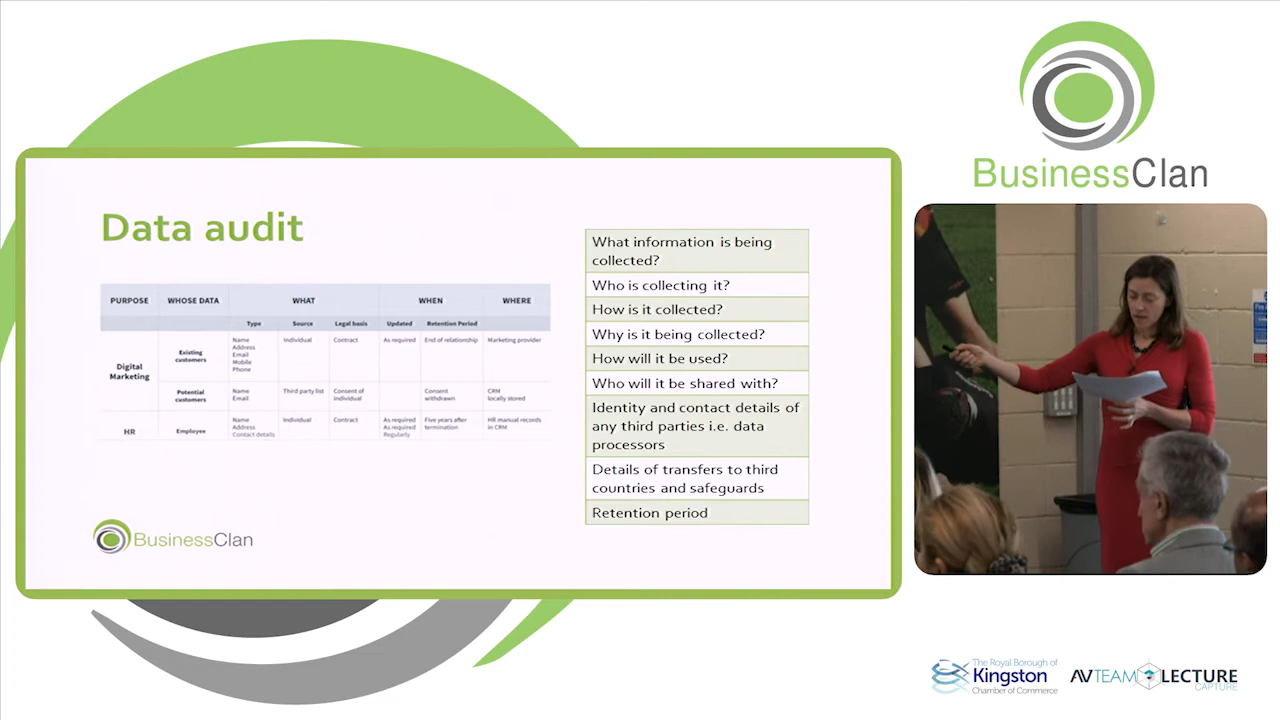 Data audit
PURPOSE WHOSE DATA WHAT WHEN WHERE
Type Source Legal basis Updated Retention Period
Digital
Marketing
Existing
customers
Name
Address
Email
Mobile
Phone
Individual
Contract
As required
End of relationship
Marketing provider
Potential
customers
Name
Email
Third party list
Consent of
individual
Consent
withdrawn
CRM
locally stored
HR
Employee
Name
Address
Contact details
Individual
Contract
As required
As required
Regularly
Five years after
termination
HR manual records
in CRM
What information is being
collected?
Who is collecting it?
How is it collected?
Why is it being collected?
How will it be used?
Who will it be shared with?
Identity and contact details of
any third parties i.e. data
processors
Details of transfers to third
countries and safeguards
Retention period
BusinessClan
BusinessClan
The Royal Borough of
Kingston
Chamber of Commerce
AVTEAM LECTURE
CAPTURE